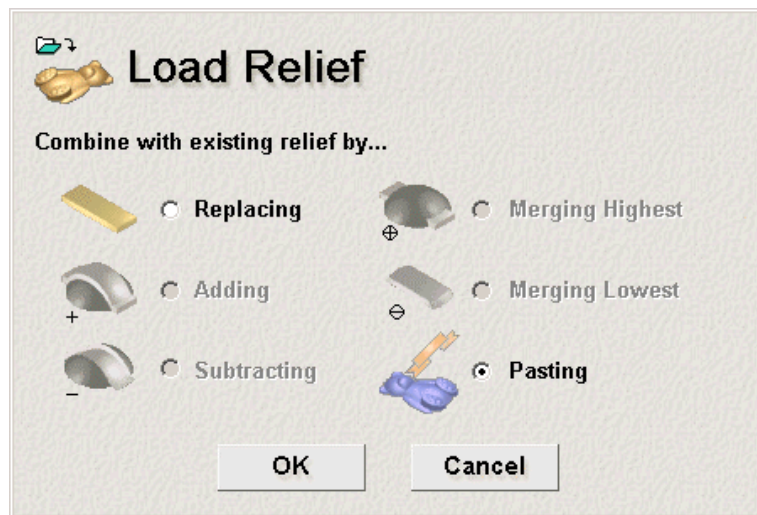 Load Relief
Combine with existing relief by...
Replacing
Merging Highest
Adding
Merging Lowest
Subtracting
Pasting
OK
Cancel